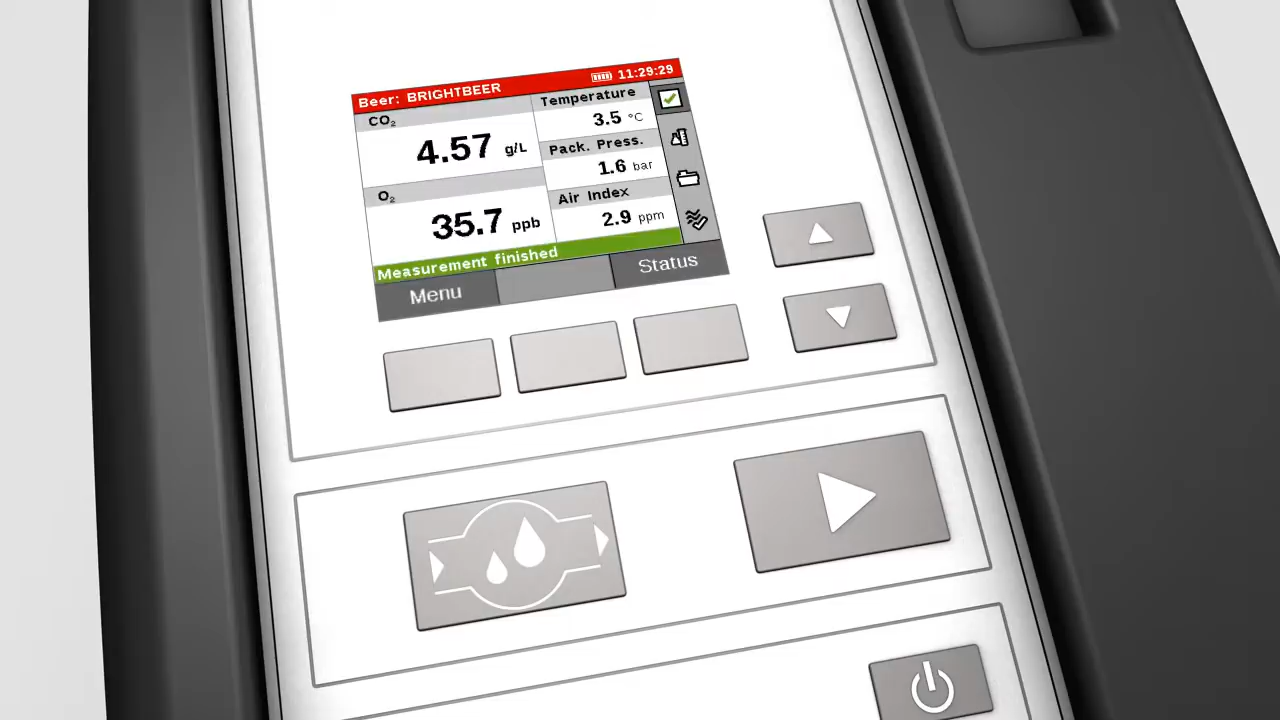 Beer: BRIGHTBEER 11:29:29
CO₂
4.57 g/L
O₂
35.7 ppb
Temperature
3.5 °C
Pack. Press.
1.6 bar
Air Index
2.9 ppm
Measurement finished
Menu
Status